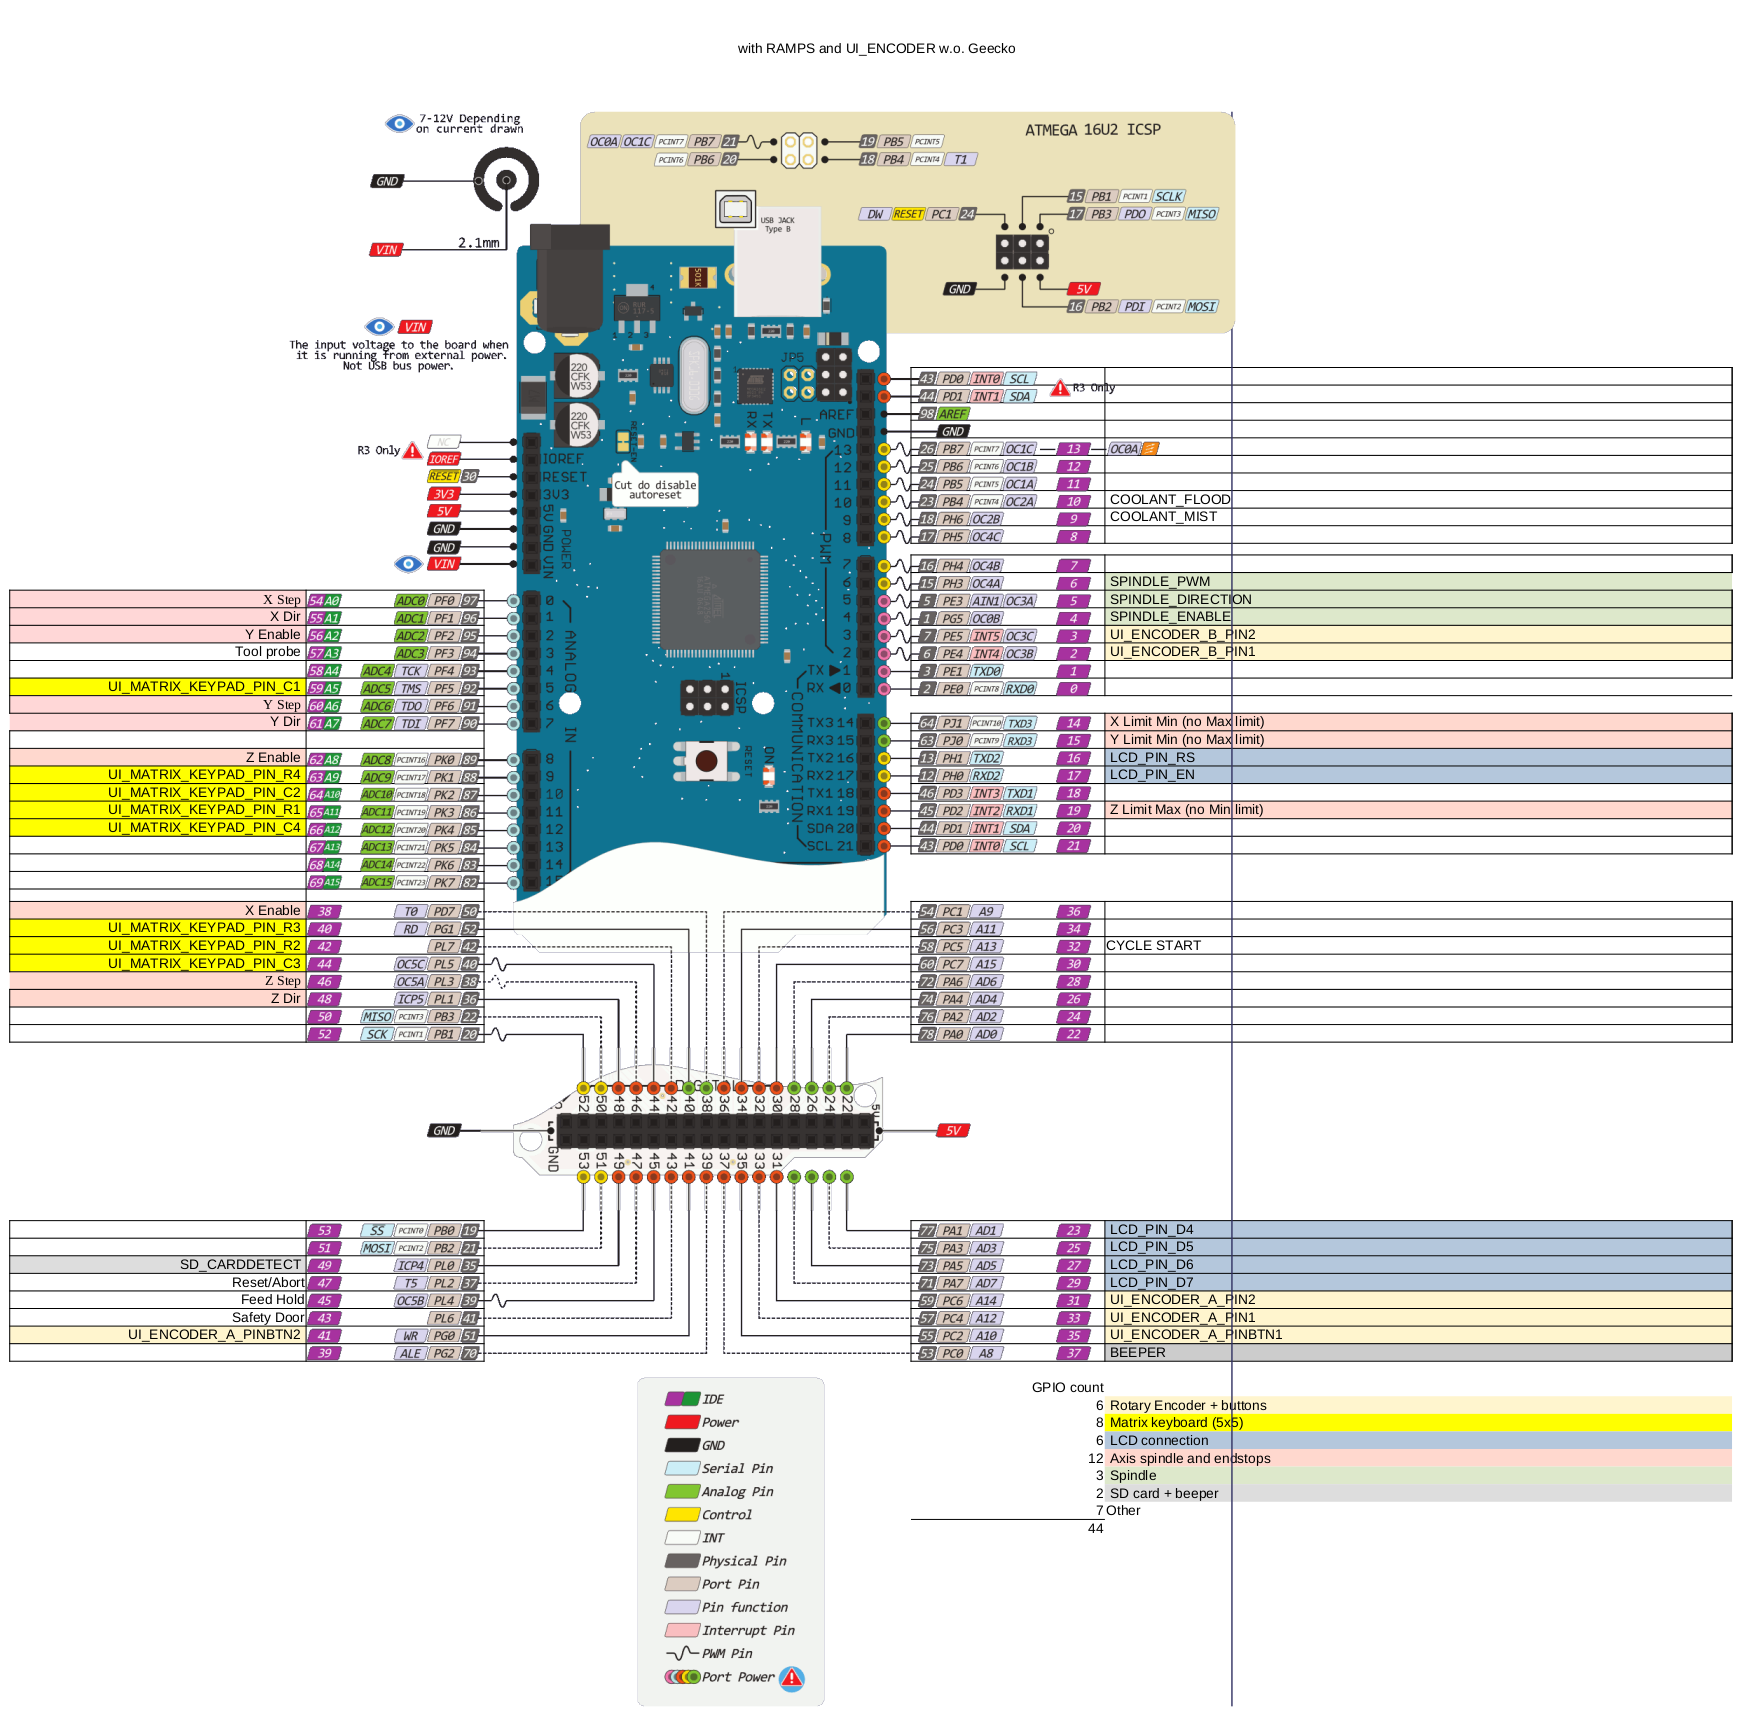 with RAMPS and UI_ENCODER w.o. Geecko
7-12V Depending
on current drawn
GND
VIN
2.1mm
ATMEGA 16U2 ICSP
OC0A OC1C PCINT7 PB7 21
PCINT6 PB6 20
19 PB5 PCINT5
18 PB4 PCINT4 T1
15 PB1 PCINT1 SCLK
17 PB3 PDO PCINT3 MISO
DW RESET PC1 24
GND
5V
16 PB2 PDI PCINT2 MOSI
USB JACK
Type B
VIN
The input voltage to the board when
it is running from external power.
Not USB bus power.
220
CFK
W53
220
CFK
W53
JP5
RX TX L
RESET-EN
Cut do disable
autoreset
R3 Only
NC
IOREF
RESET 30
3V3
5V
GND
GND
VIN
IOREF
RESET
3V3
5V
GND
VIN
POWER
AREF
GND
13
12
11
10
9
8
PWM
7
6
5
4
3
2
TX 1
RX 0
TX3 14
RX3 15
TX2 16
RX2 17
TX1 18
RX1 19
SDA 20
SCL 21
COMMUNICATION
ICSP
1
RESET
ON
ANALOG IN
0
1
2
3
4
5
6
7
8
9
10
11
12
13
14
43 PD0 INT0 SCL
44 PD1 INT1 SDA
R3 Only
98 AREF
GND
26 PB7 PCINT7 OC1C 13 OC0A
25 PB6 PCINT6 OC1B 12
24 PB5 PCINT5 OC1A 11
23 PB4 PCINT4 OC2A 10 COOLANT_FLOOD
18 PH6 OC2B 9 COOLANT_MIST
17 PH5 OC4C 8
16 PH4 OC4B 7
15 PH3 OC4A 6 SPINDLE_PWM
5 PE3 AIN1 OC3A 5 SPINDLE_DIRECTION
1 PG5 OC0B 4 SPINDLE_ENABLE
7 PE5 INT5 OC3C 3 UI_ENCODER_B_PIN2
6 PE4 INT4 OC3B 2 UI_ENCODER_B_PIN1
3 PE1 TXD0 1
2 PE0 PCINT8 RXD0 0
64 PJ1 PCINT10 TXD3 14 X Limit Min (no Max limit)
63 PJ0 PCINT9 RXD3 15 Y Limit Min (no Max limit)
13 PH1 TXD2 16 LCD_PIN_RS
12 PH0 RXD2 17 LCD_PIN_EN
46 PD3 INT3 TXD1 18
45 PD2 INT2 RXD1 19 Z Limit Max (no Min limit)
44 PD1 INT1 SDA 20
43 PD0 INT0 SCL 21
X Step 54 A0 ADC0 PF0 97
X Dir 55 A1 ADC1 PF1 96
Y Enable 56 A2 ADC2 PF2 95
Tool probe 57 A3 ADC3 PF3 94
58 A4 ADC4 TCK PF4 93
UI_MATRIX_KEYPAD_PIN_C1 59 A5 ADC5 TMS PF5 92
Y Step 60 A6 ADC6 TDO PF6 91
Y Dir 61 A7 ADC7 TDI PF7 90
Z Enable 62 A8 ADC8 PCINT16 PK0 89
UI_MATRIX_KEYPAD_PIN_R4 63 A9 ADC9 PCINT17 PK1 88
UI_MATRIX_KEYPAD_PIN_C2 64 A10 ADC10 PCINT18 PK2 87
UI_MATRIX_KEYPAD_PIN_R1 65 A11 ADC11 PCINT19 PK3 86
UI_MATRIX_KEYPAD_PIN_C4 66 A12 ADC12 PCINT20 PK4 85
67 A13 ADC13 PCINT21 PK5 84
68 A14 ADC14 PCINT22 PK6 83
69 A15 ADC15 PCINT23 PK7 82
X Enable 38 T0 PD7 50
UI_MATRIX_KEYPAD_PIN_R3 40 RD PG1 52
UI_MATRIX_KEYPAD_PIN_R2 42 PL7 42
UI_MATRIX_KEYPAD_PIN_C3 44 OC5C PL5 40
Z Step 46 OC5A PL3 38
Z Dir 48 ICP5 PL1 36
50 MISO PCINT3 PB3 22
52 SCK PCINT1 PB1 20
54 PC1 A9 36
56 PC3 A11 34
58 PC5 A13 32 CYCLE START
60 PC7 A15 30
72 PA6 AD6 28
74 PA4 AD4 26
76 PA2 AD2 24
78 PA0 AD0 22
52 50 48 46 44 42 40 38 36 34 32 30 28 26 24 22 5V
GND
5V
GND 53 51 49 47 45 43 41 39 37 35 33 31
53 SS PCINT0 PB0 19
51 MOSI PCINT2 PB2 21
SD_CARDDETECT 49 ICP4 PL0 35
Reset/Abort 47 T5 PL2 37
Feed Hold 45 OC5B PL4 39
Safety Door 43 PL6 41
UI_ENCODER_A_PINBTN2 41 WR PG0 51
39 ALE PG2 70
77 PA1 AD1 23 LCD_PIN_D4
75 PA3 AD3 25 LCD_PIN_D5
73 PA5 AD5 27 LCD_PIN_D6
71 PA7 AD7 29 LCD_PIN_D7
59 PC6 A14 31 UI_ENCODER_A_PIN2
57 PC4 A12 33 UI_ENCODER_A_PIN1
55 PC2 A10 35 UI_ENCODER_A_PINBTN1
53 PC0 A8 37 BEEPER
IDE
Power
GND
Serial Pin
Analog Pin
Control
INT
Physical Pin
Port Pin
Pin function
Interrupt Pin
PWM Pin
Port Power
GPIO count
6 Rotary Encoder + buttons
8 Matrix keyboard (5x5)
6 LCD connection
12 Axis spindle and endstops
3 Spindle
2 SD card + beeper
7 Other
44